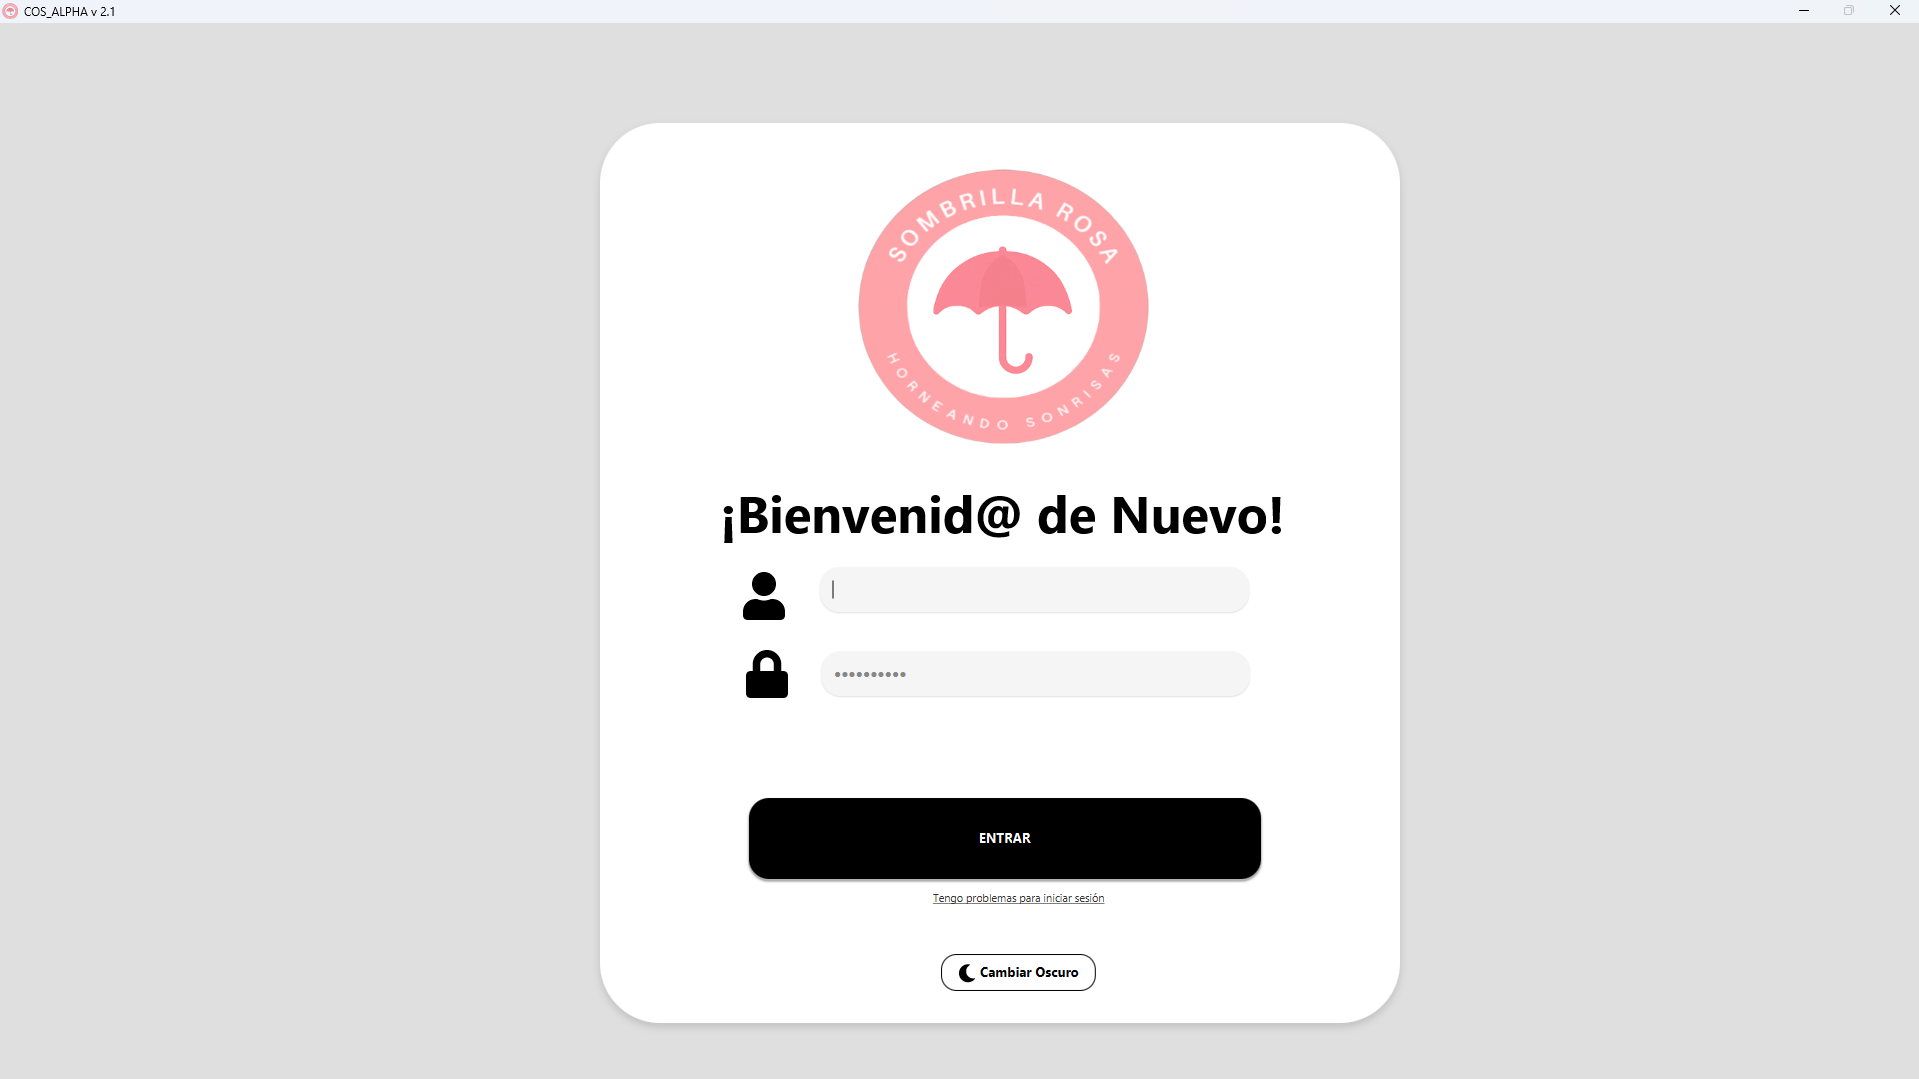 COS_ALPHA v 2.1
SOMBRILLA ROSA
HORNEANDO SONRISAS
¡Bienvenid@ de Nuevo!
••••••••••
ENTRAR
Tengo problemas para iniciar sesión
Cambiar Oscuro